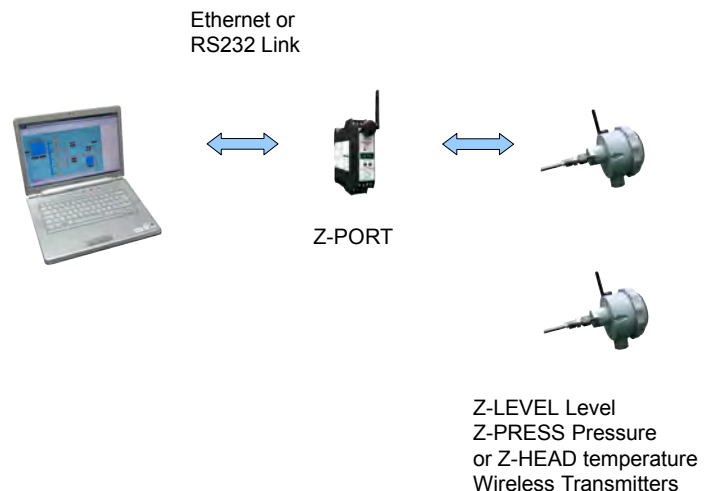 Ethernet or
RS232 Link
Z-PORT
Z-LEVEL Level
Z-PRESS Pressure
or Z-HEAD temperature
Wireless Transmitters